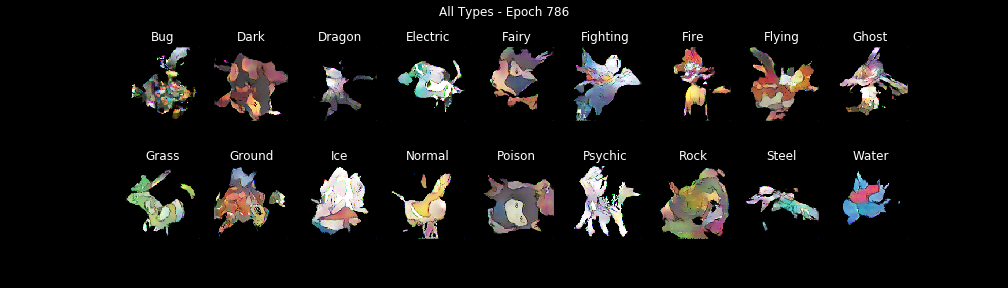 All Types - Epoch 786
Bug Dark Dragon Electric Fairy Fighting Fire Flying Ghost
Grass Ground Ice Normal Poison Psychic Rock Steel Water